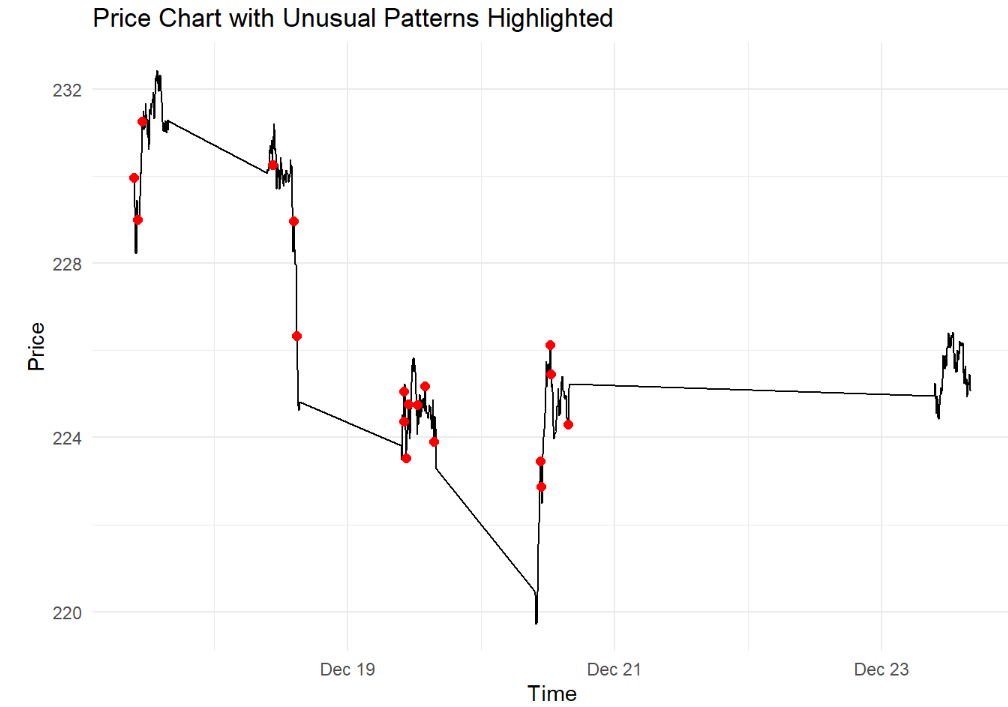 Price Chart with Unusual Patterns Highlighted
232
228
224
220
Price
Dec 19 Dec 21 Dec 23
Time